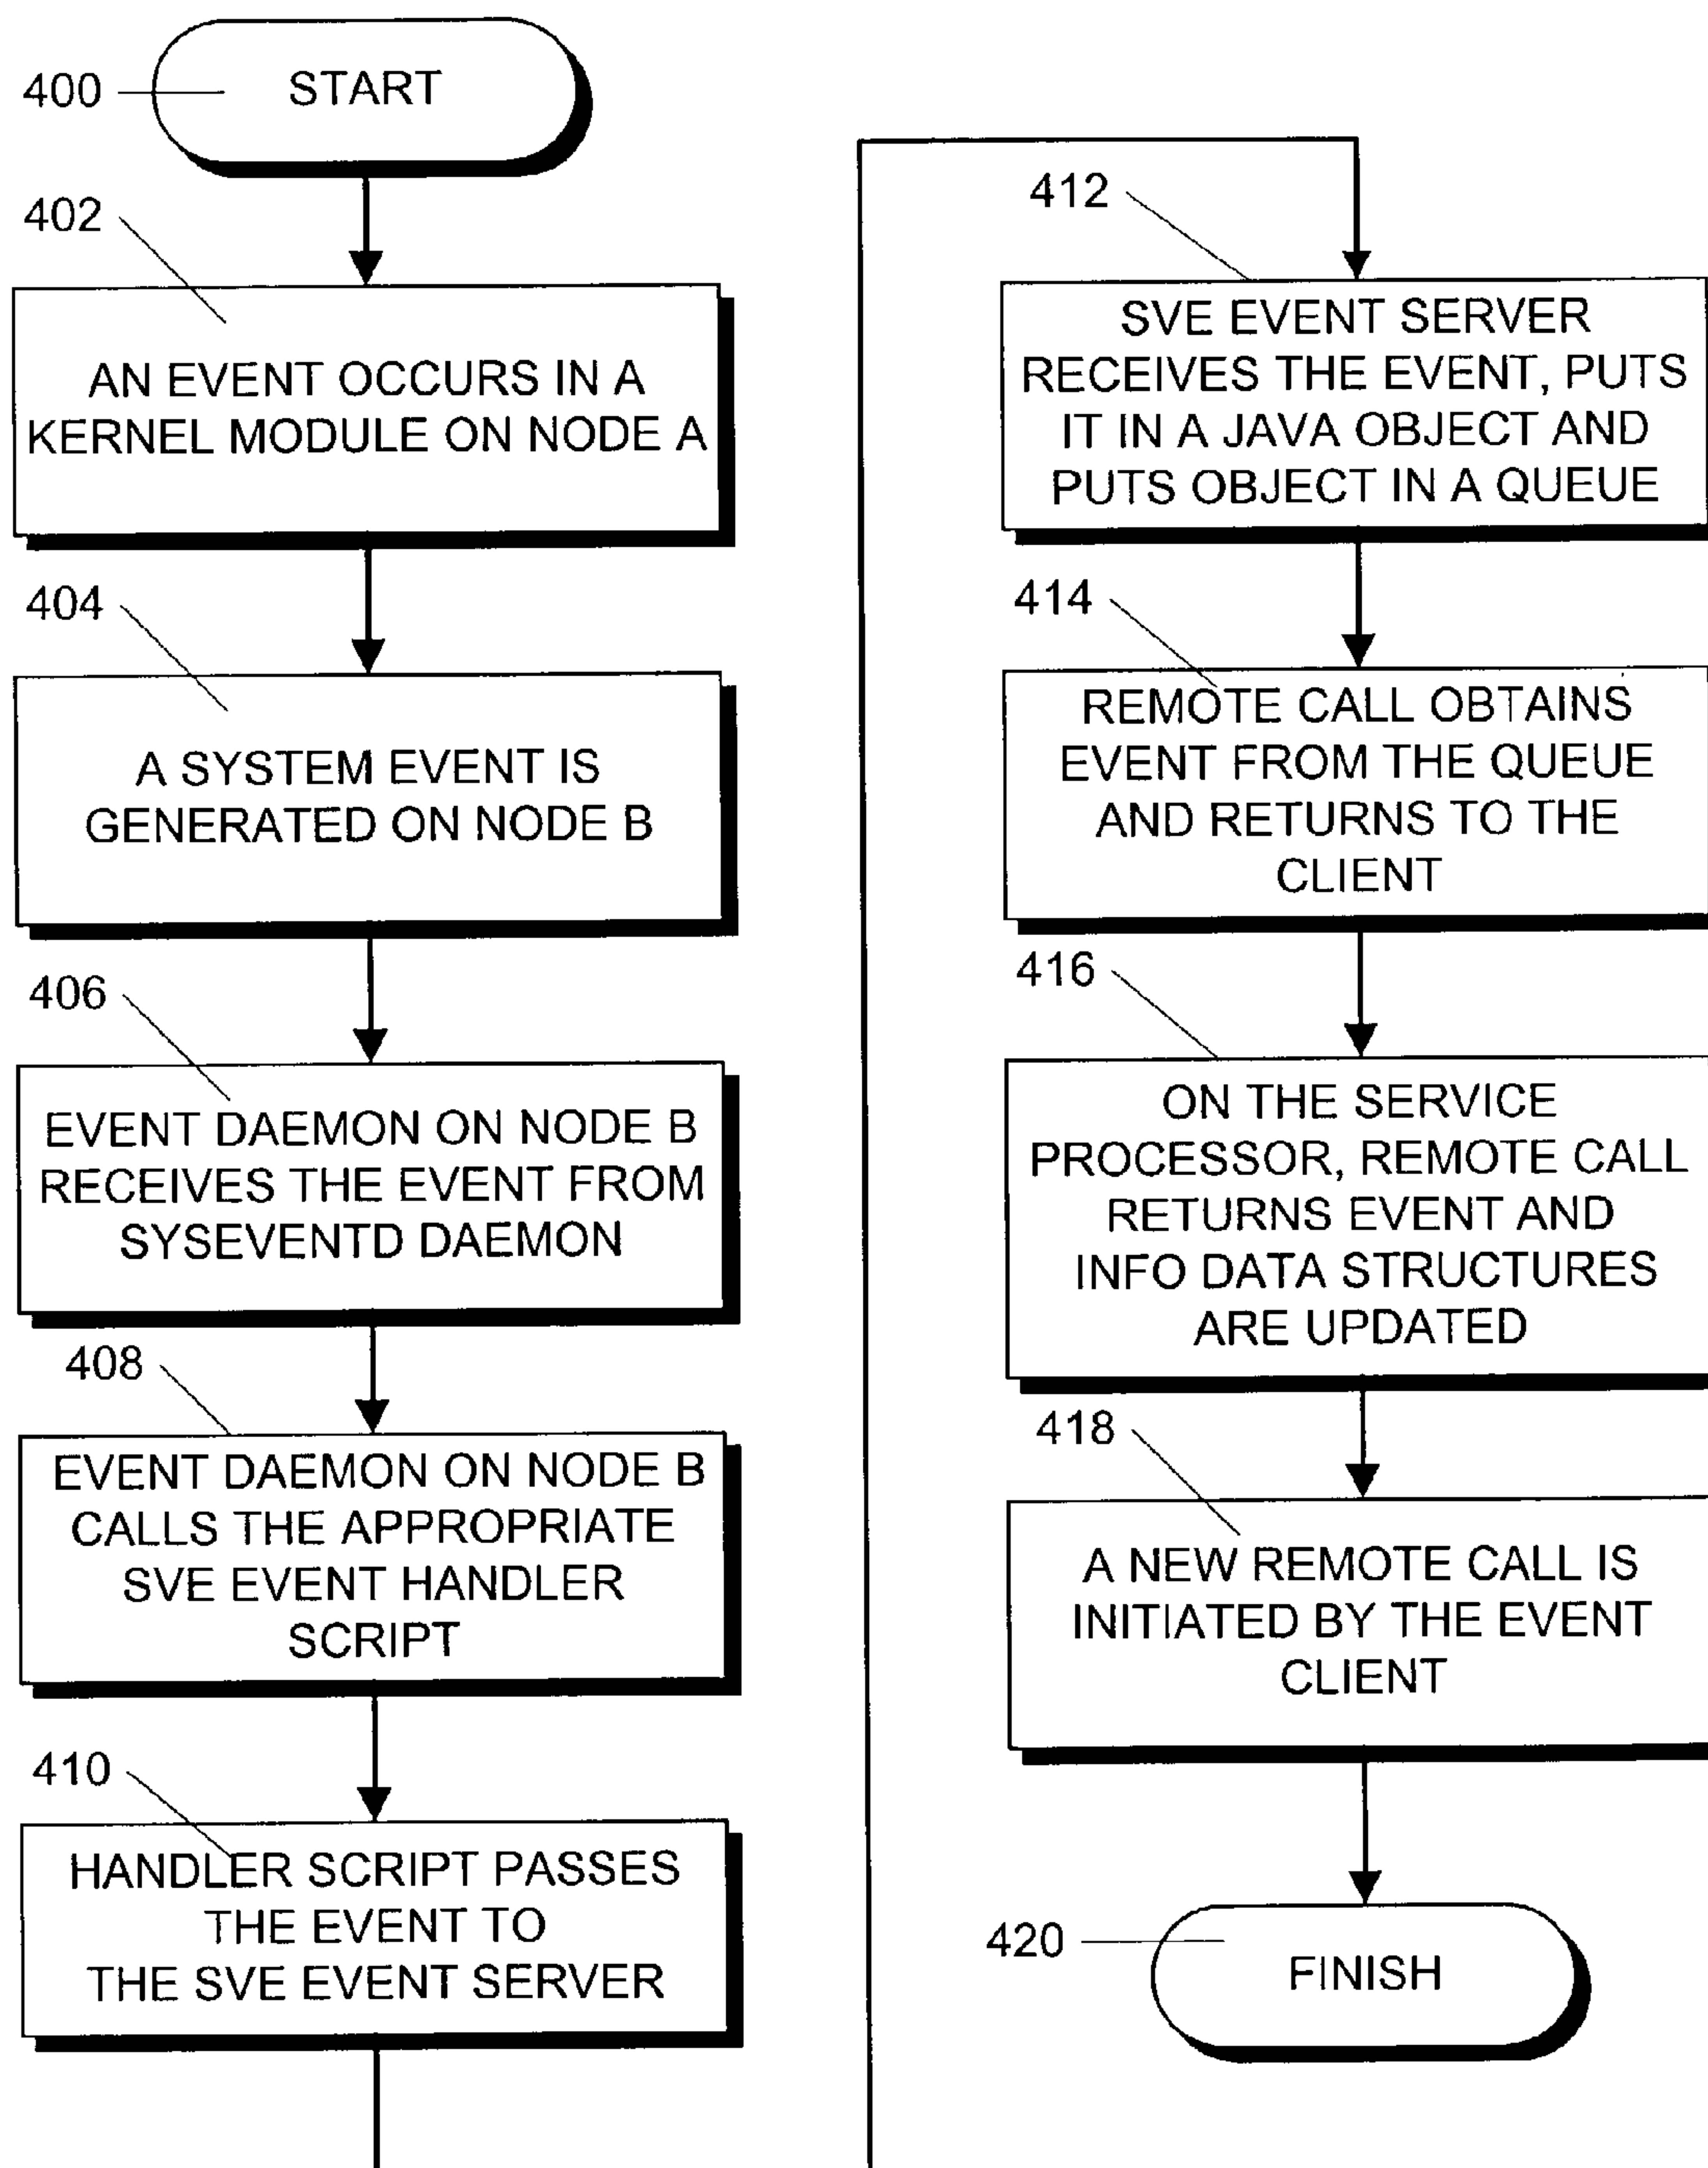 400
START
402
AN EVENT OCCURS IN A
KERNEL MODULE ON NODE A
404
A SYSTEM EVENT IS
GENERATED ON NODE B
406
EVENT DAEMON ON NODE B
RECEIVES THE EVENT FROM
SYSEVENTD DAEMON
408
EVENT DAEMON ON NODE B
CALLS THE APPROPRIATE
SVE EVENT HANDLER
SCRIPT
410
HANDLER SCRIPT PASSES
THE EVENT TO
THE SVE EVENT SERVER
412
SVE EVENT SERVER
RECEIVES THE EVENT, PUTS
IT IN A JAVA OBJECT AND
PUTS OBJECT IN A QUEUE
414
REMOTE CALL OBTAINS
EVENT FROM THE QUEUE
AND RETURNS TO THE
CLIENT
416
ON THE SERVICE
PROCESSOR, REMOTE CALL
RETURNS EVENT AND
INFO DATA STRUCTURES
ARE UPDATED
418
A NEW REMOTE CALL IS
INITIATED BY THE EVENT
CLIENT
420
FINISH